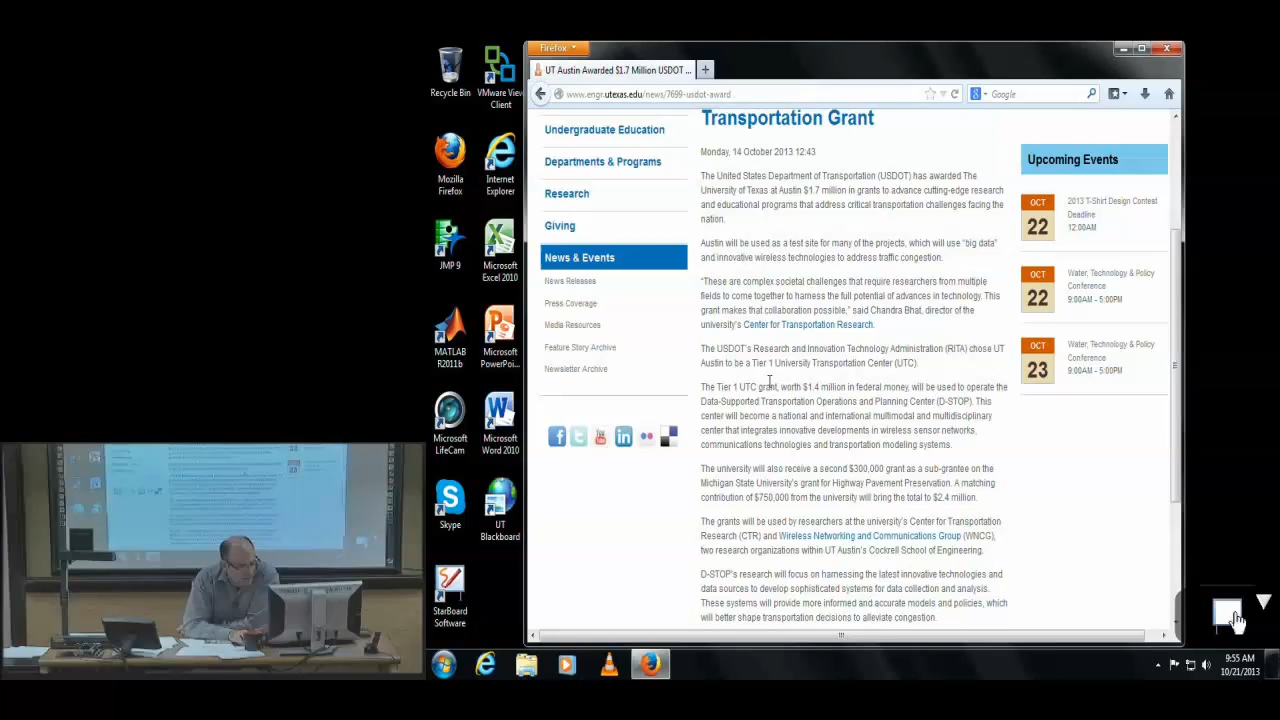 Recycle Bin
VMware View
Client
Mozilla
Firefox
Internet
Explorer
JMP 9
Microsoft
Excel 2010
MATLAB
R2011b
Microsoft
PowerPoi...
Microsoft
LifeCam
Microsoft
Word 2010
Skype
UT
Blackboard
StarBoard
Software
Firefox
UT Austin Awarded $1.7 Million USDOT ...
www.engr.utexas.edu/news/7699-usdot-award
Google
Undergraduate Education
Departments & Programs
Research
Giving
News & Events
News Releases
Press Coverage
Media Resources
Feature Story Archive
Newsletter Archive
Transportation Grant
Monday, 14 October 2013 12:43
The United States Department of Transportation (USDOT) has awarded The
University of Texas at Austin $1.7 million in grants to advance cutting-edge research
and educational programs that address critical transportation challenges facing the
nation.
Austin will be used as a test site for many of the projects, which will use “big data”
and innovative wireless technologies to address traffic congestion.
“These are complex societal challenges that require researchers from multiple
fields to come together to harness the full potential of advances in technology. This
grant makes that collaboration possible,” said Chandra Bhat, director of the
university's Center for Transportation Research.
The USDOT's Research and Innovation Technology Administration (RITA) chose UT
Austin to be a Tier 1 University Transportation Center (UTC).
The Tier 1 UTC grant, worth $1.4 million in federal money, will be used to operate the
Data-Supported Transportation Operations and Planning Center (D-STOP). This
center will become a national and international multimodal and multidisciplinary
center that integrates innovative developments in wireless sensor networks,
communications technologies and transportation modeling systems.
The university will also receive a second $300,000 grant as a sub-grantee on the
Michigan State University's grant for Highway Pavement Preservation. A matching
contribution of $750,000 from the university will bring the total to $2.4 million.
The grants will be used by researchers at the university's Center for Transportation
Research (CTR) and Wireless Networking and Communications Group (WNCG),
two research organizations within UT Austin's Cockrell School of Engineering.
D-STOP's research will focus on harnessing the latest innovative technologies and
data sources to develop sophisticated systems for data collection and analysis.
These systems will provide more informed and accurate models and policies, which
will better shape transportation decisions to alleviate congestion.
Upcoming Events
OCT
22
2013 T-Shirt Design Contest
Deadline
12:00AM
OCT
22
Water, Technology & Policy
Conference
9:00AM - 5:00PM
OCT
23
Water, Technology & Policy
Conference
9:00AM - 5:00PM
9:55 AM
10/21/2013